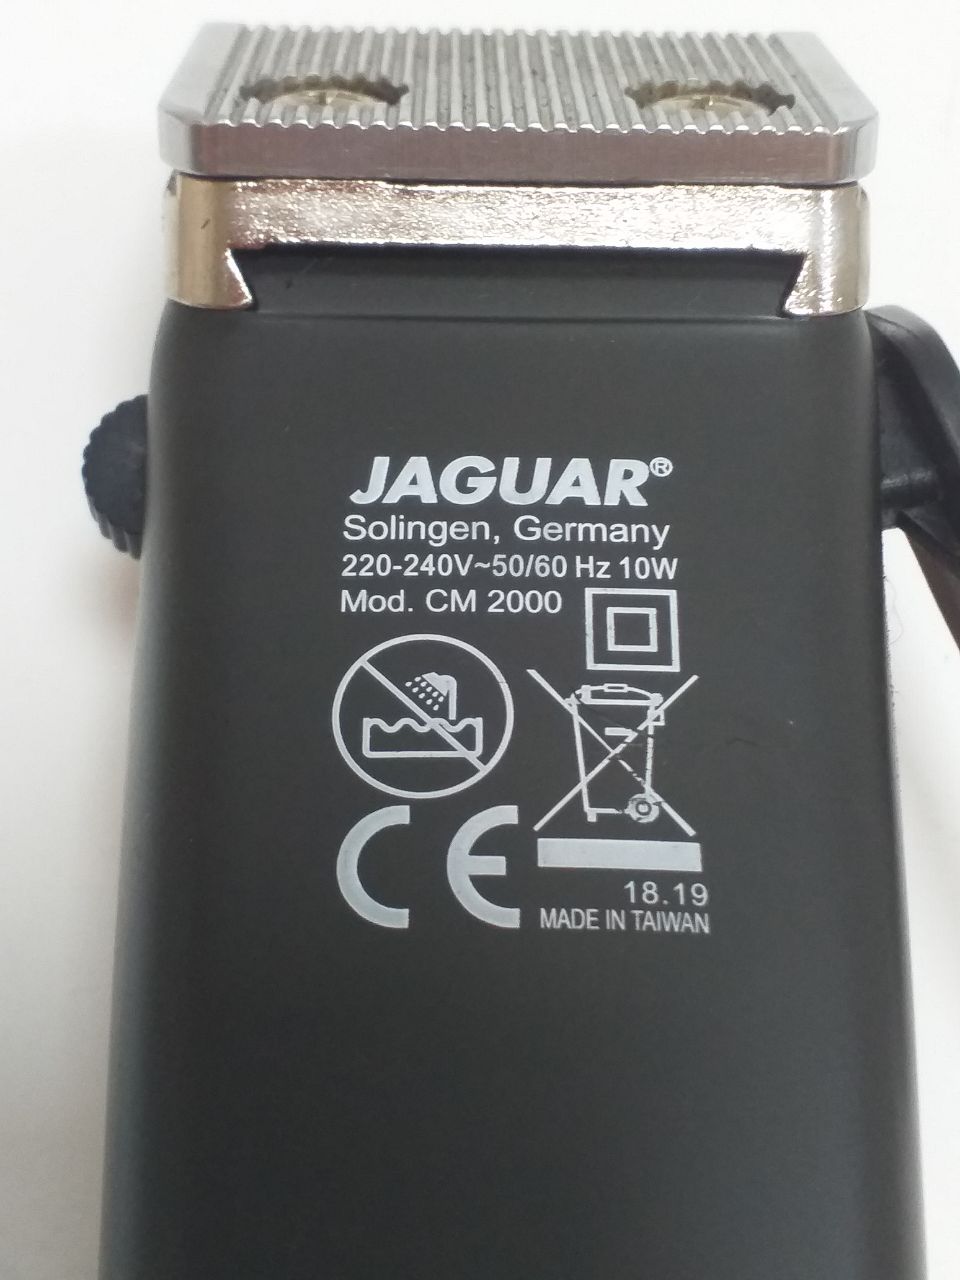 JAGUAR®
Solingen, Germany
220-240V~50/60 Hz 10W
Mod. CM 2000
CE
18.19
MADE IN TAIWAN